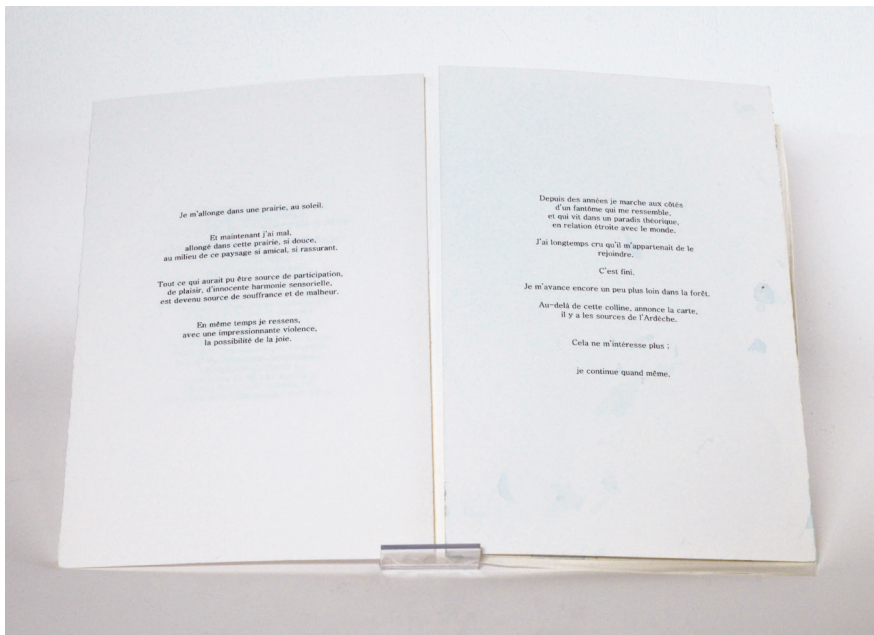 Je m'allonge dans une prairie, au soleil.
Et maintenant j'ai mal,
allongé dans cette prairie, si douce,
au milieu de ce paysage si amical, si rassurant.
Tout ce qui aurait pu être source de participation,
de plaisir, d'innocente harmonie sensorielle,
est devenu source de souffrance et de malheur.
En même temps je ressens,
avec une impressionnante violence,
la possibilité de la joie.
Depuis des années je marche aux côtés
d'un fantôme qui me ressemble,
et qui vit dans un paradis théorique,
en relation étroite avec le monde.
J'ai longtemps cru qu'il m'appartenait de le
rejoindre.
C'est fini.
Je m'avance encore un peu plus loin dans la forêt.
Au-delà de cette colline, annonce la carte,
il y a les sources de l'Ardèche.
Cela ne m'intéresse plus ;
je continue quand même.